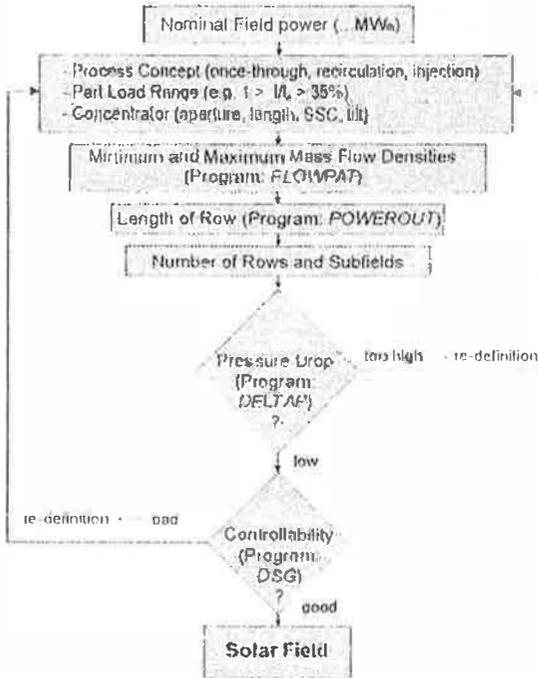 Nominal Field power (...MWth)
- Process Concept (once-through, recirculation, injection)
- Part Load Range (e.g. 1 > I/I₀ > 35%)
- Concentrator (aperture, length, SSC, tilt)
Minimum and Maximum Mass Flow Densities
(Program: FLOWPAT)
Length of Row (Program: POWEROUT)
Number of Rows and Subfields
Pressure Drop
(Program:
DELTAP)
?
too high → re-definition
low
re-definition ← bad
Controllability
(Program:
DSG)
?
good
Solar Field